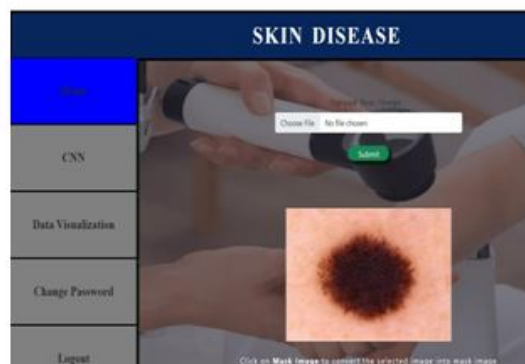 SKIN DISEASE
Choose File No file chosen
Submit
CNN
Data Visualization
Change Password
Logout
Click on Mask Image to convert the selected image into mask image